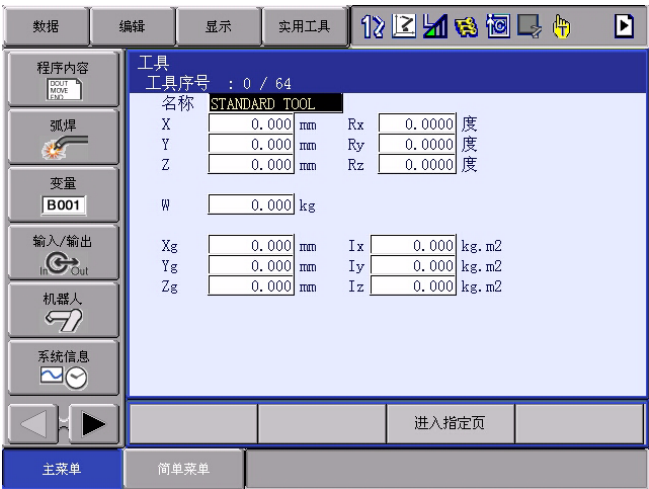 数据 编辑 显示 实用工具
程序内容
DOUT
MOVE
END
弧焊
变量
B001
输入/输出
In Out
机器人
系统信息
工具
工具序号 : 0 / 64
名称 STANDARD TOOL
X 0.000 mm Rx 0.0000 度
Y 0.000 mm Ry 0.0000 度
Z 0.000 mm Rz 0.0000 度
W 0.000 kg
Xg 0.000 mm Ix 0.000 kg.m2
Yg 0.000 mm Iy 0.000 kg.m2
Zg 0.000 mm Iz 0.000 kg.m2
进入指定页
主菜单 简单菜单